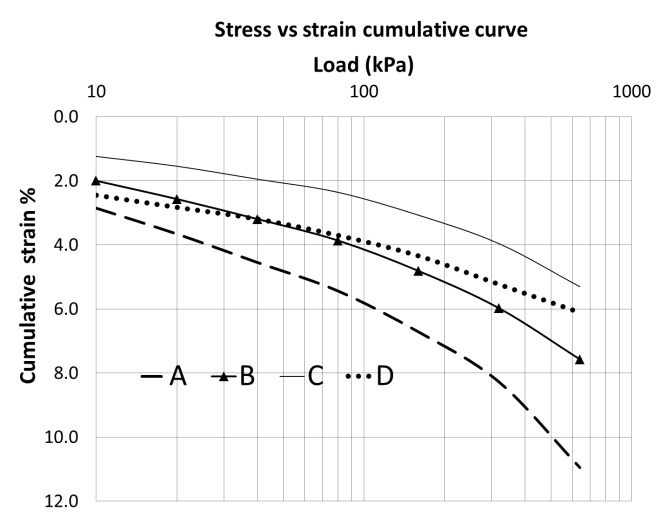 Stress vs strain cumulative curve
Load (kPa)
10 100 1000
0.0
2.0
4.0
6.0
8.0
10.0
12.0
Cumulative strain %
A B C D